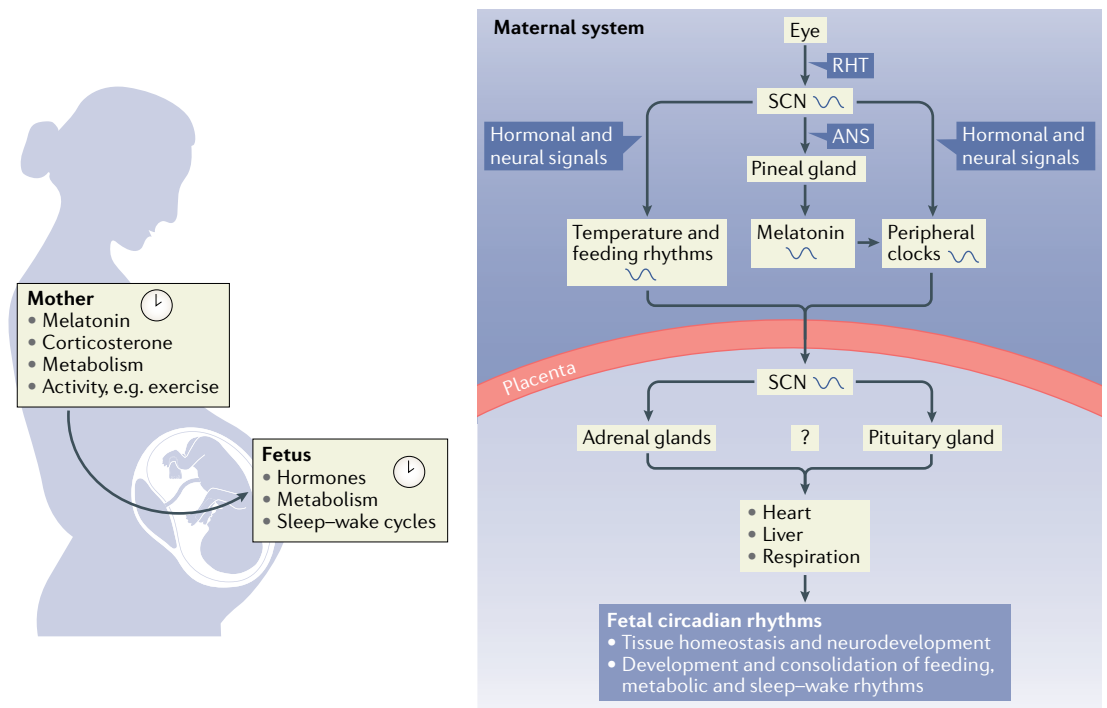 Mother
• Melatonin
• Corticosterone
• Metabolism
• Activity, e.g. exercise
Fetus
• Hormones
• Metabolism
• Sleep–wake cycles
Maternal system
Eye
RHT
SCN
Hormonal and
neural signals
ANS
Hormonal and
neural signals
Pineal gland
Temperature and
feeding rhythms
Melatonin
Peripheral
clocks
Placenta
SCN
Adrenal glands
?
Pituitary gland
• Heart
• Liver
• Respiration
Fetal circadian rhythms
• Tissue homeostasis and neurodevelopment
• Development and consolidation of feeding,
metabolic and sleep–wake rhythms